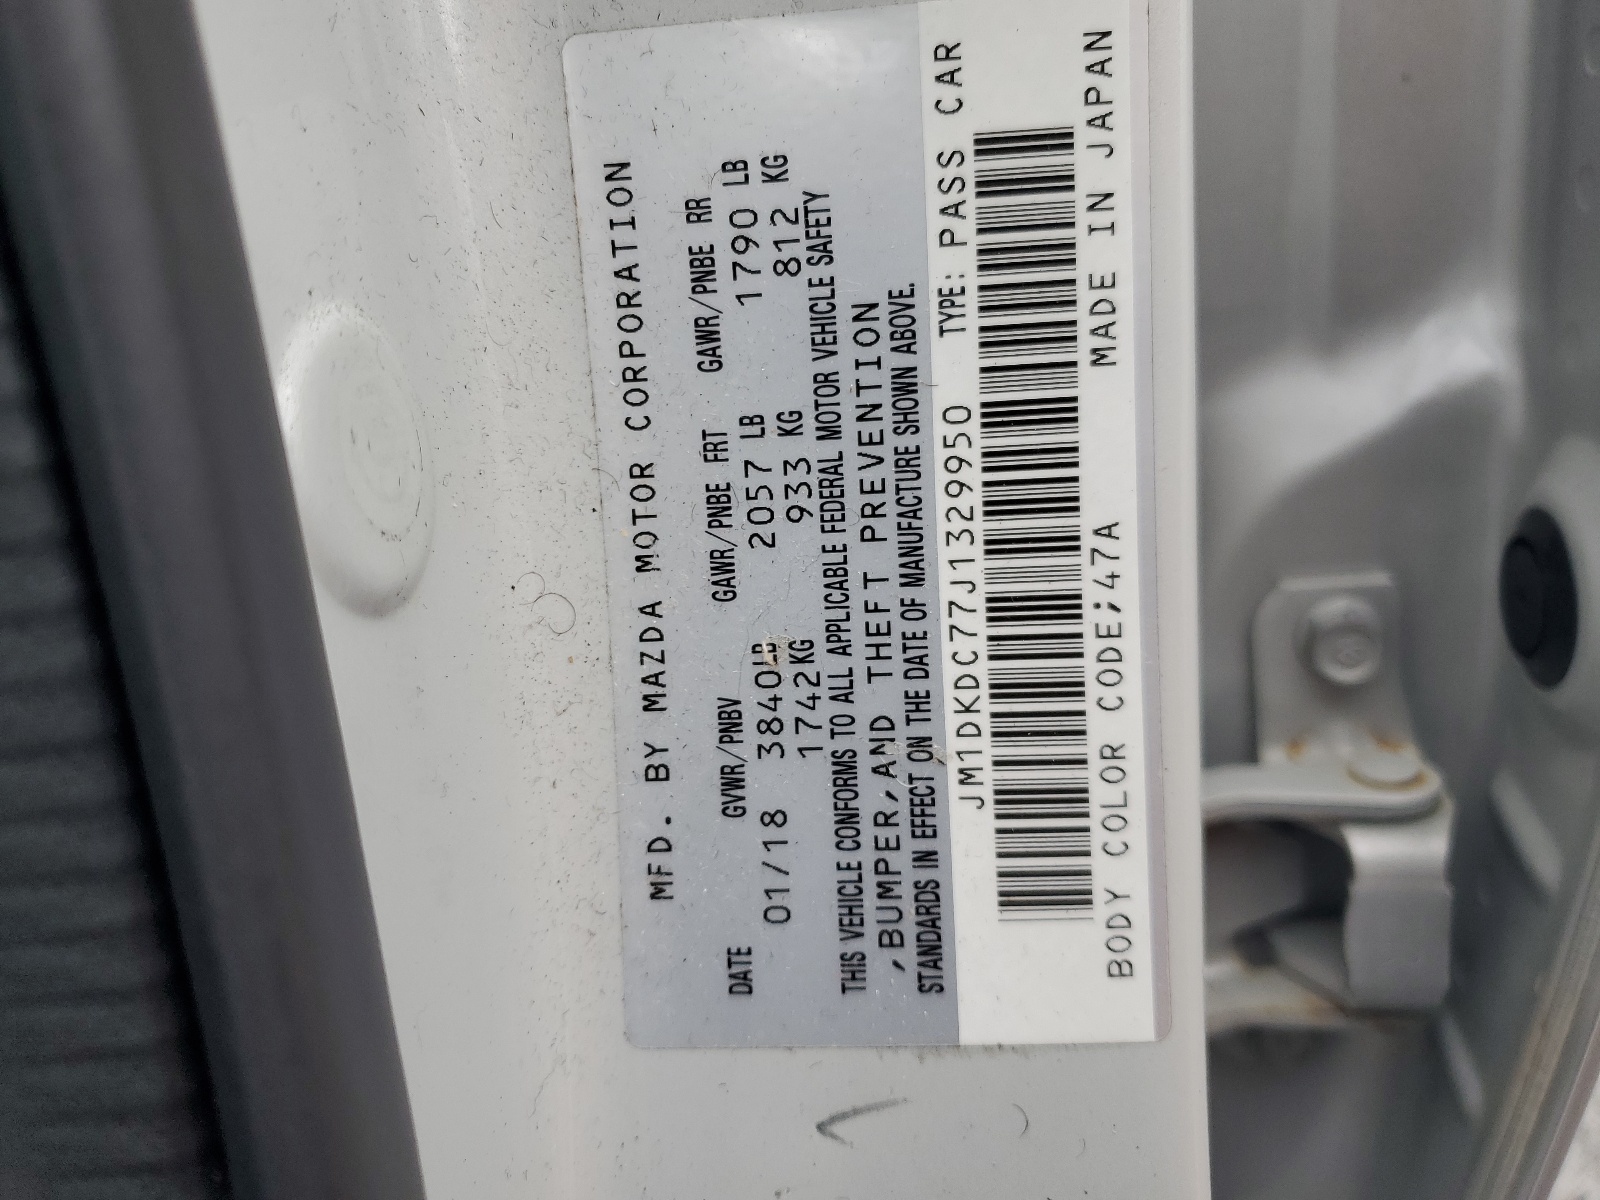 MFD. BY MAZDA MOTOR CORPORATION
DATE GVWR/PNBV GAWR/PNBE FRT GAWR/PNBE RR
01/18 3840LB 2057 LB 1790 LB
1742KG 933 KG 812 KG
THIS VEHICLE CONFORMS TO ALL APPLICABLE FEDERAL MOTOR VEHICLE SAFETY
,BUMPER,AND THEFT PREVENTION
STANDARDS IN EFFECT ON THE DATE OF MANUFACTURE SHOWN ABOVE.
JM1DKDC77J1329950 TYPE: PASS CAR
BODY COLOR CODE;47A MADE IN JAPAN